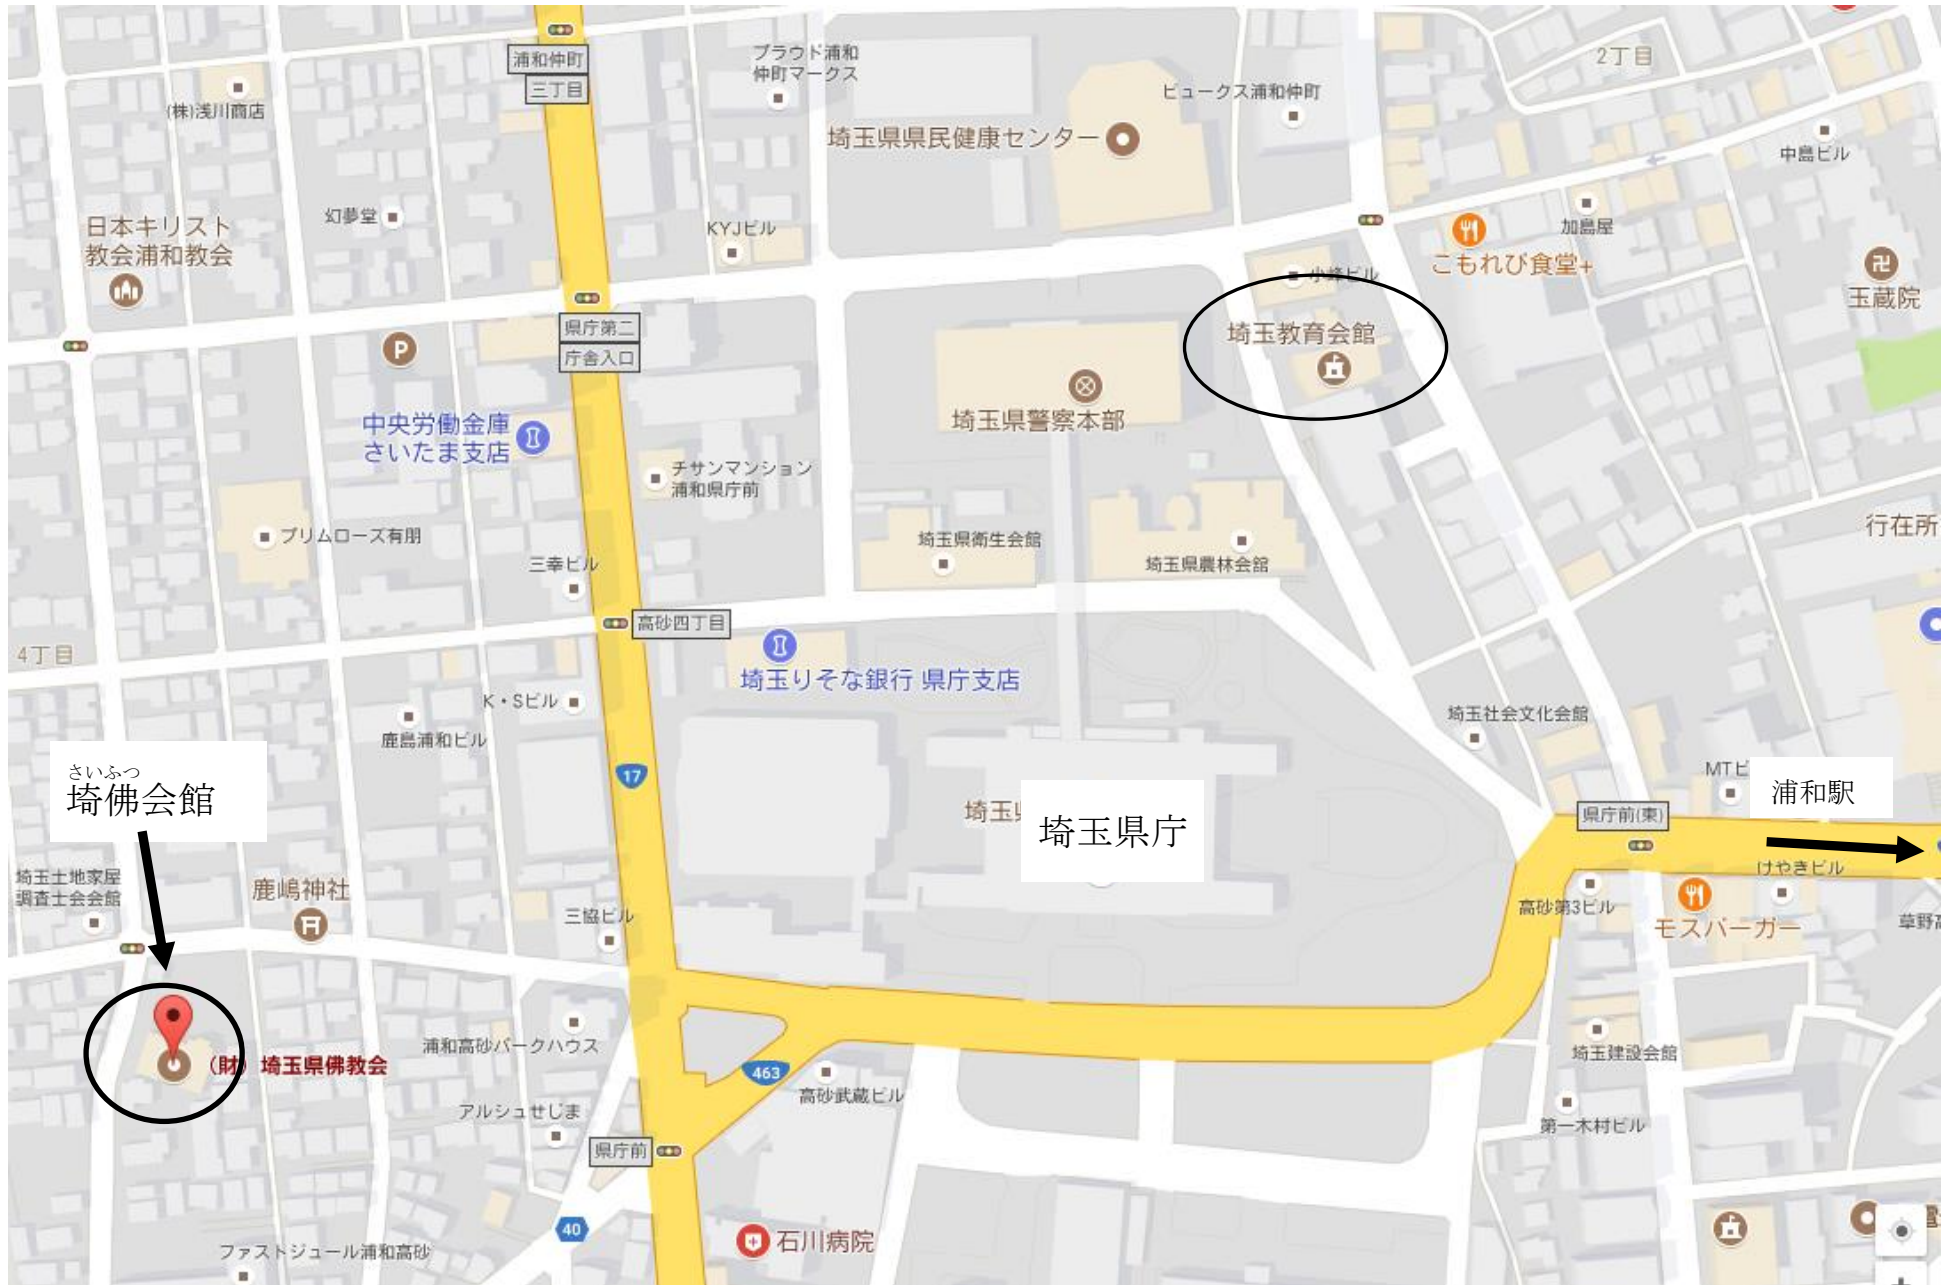 浦和仲町
三丁目
プラウド浦和
仲町マークス
2丁目
(株)浅川商店
ビュークス浦和仲町
埼玉県県民健康センター
中島ビル
日本キリスト
教会浦和教会
幻夢堂
KYJビル
加島屋
こもれび食堂+
小峰ビル
玉蔵院
県庁第二
庁舎入口
P
埼玉教育会館
中央労働金庫
さいたま支店
埼玉県警察本部
チサンマンション
浦和県庁前
プリムローズ有朋
行在所
三幸ビル
埼玉県衛生会館
埼玉県農林会館
高砂四丁目
4丁目
埼玉りそな銀行 県庁支店
K・Sビル
鹿島浦和ビル
埼玉社会文化会館
さいふつ
埼佛会館
17
MTビ
浦和駅
埼玉
埼玉県庁
県庁前(東)
けやきビル
埼玉土地家屋
調査士会会館
鹿嶋神社
三協ビル
高砂第3ビル
モスバーガー
草野高
浦和高砂パークハウス
埼玉建設会館
(財)埼玉県佛教会
463
高砂武蔵ビル
アルシュせじま
第一木村ビル
県庁前
40
石川病院
ファストジュール浦和高砂